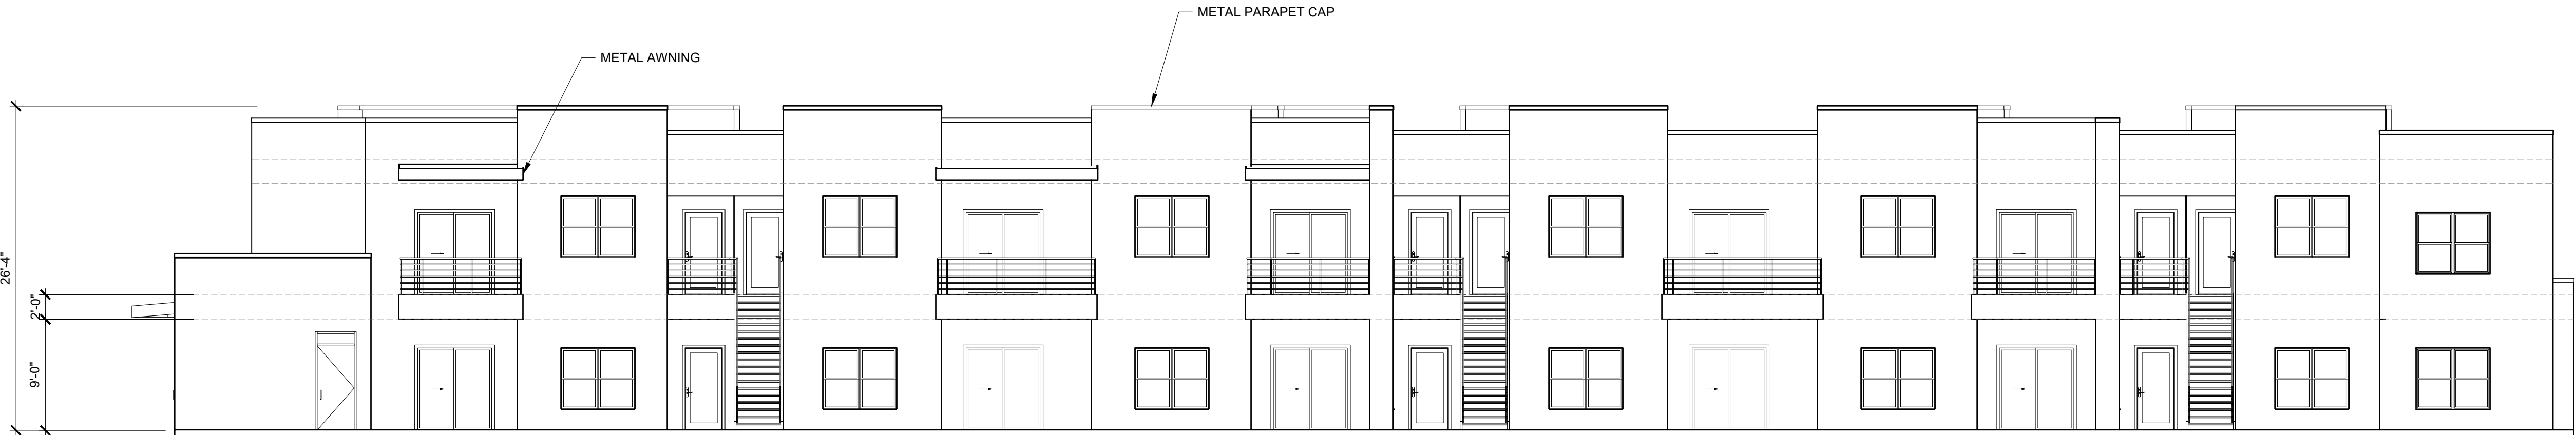 METAL PARAPET CAP
METAL AWNING
26'-4"
2'-0"
9'-0"